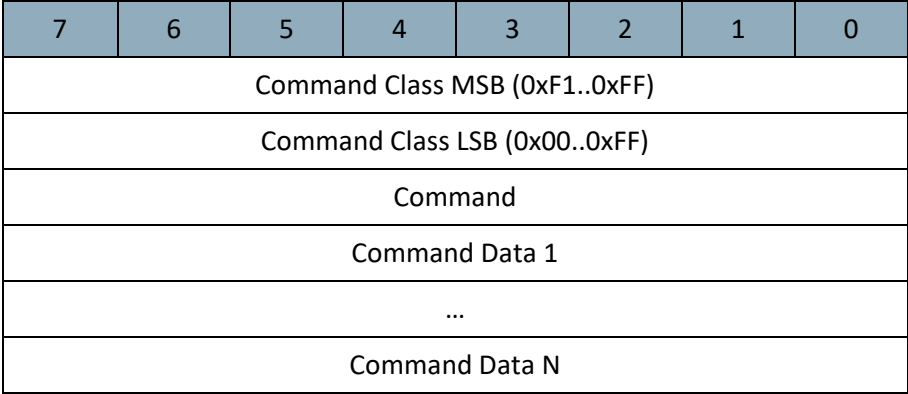 7 6 5 4 3 2 1 0
Command Class MSB (0xF1..0xFF)
Command Class LSB (0x00..0xFF)
Command
Command Data 1
...
Command Data N